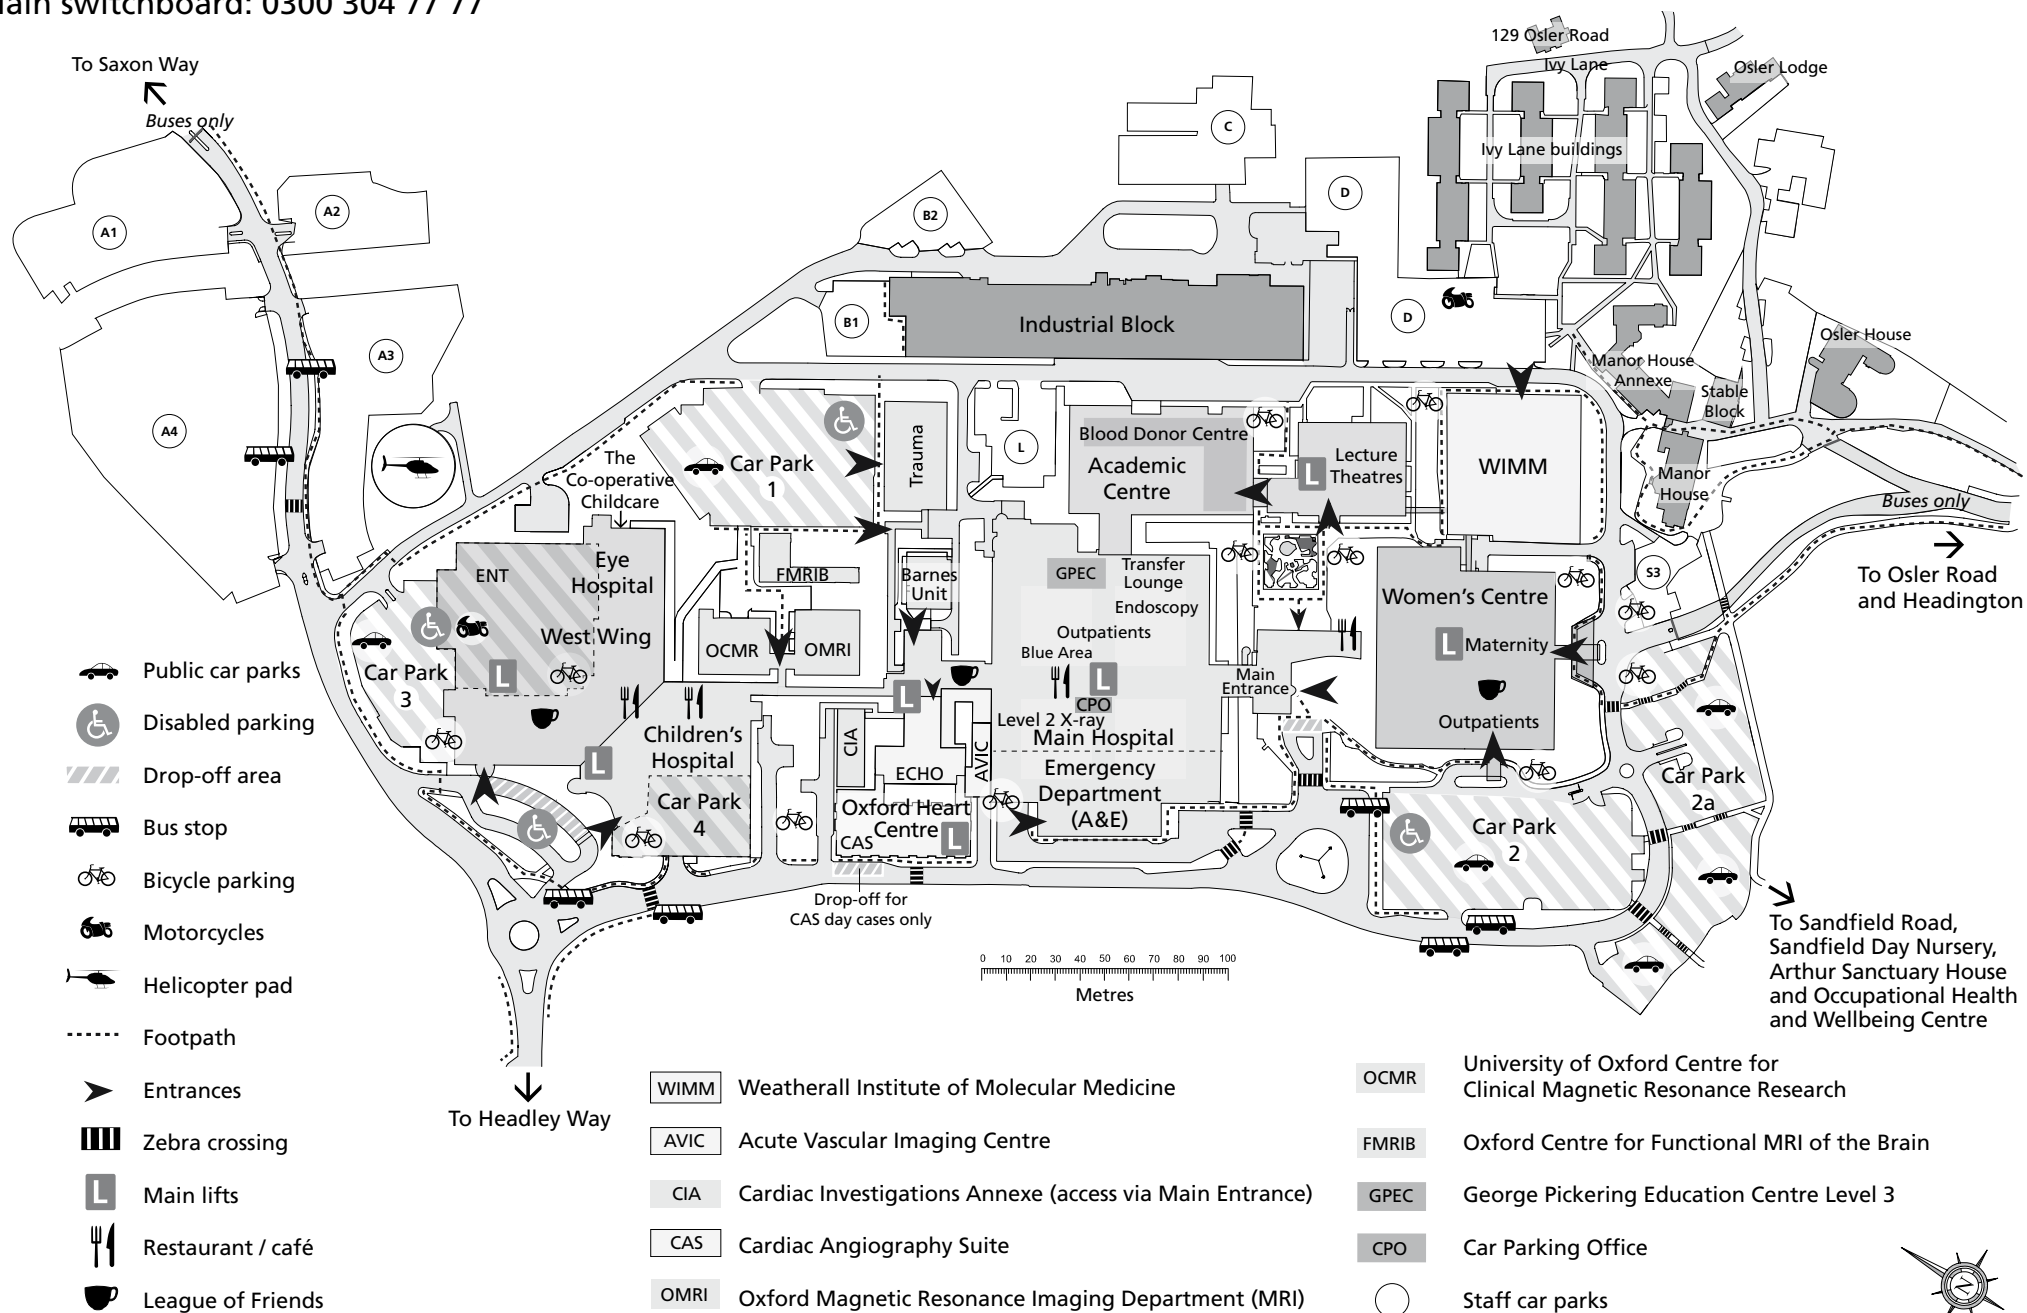 ain switchboard: 0300 304 77 77
To Saxon Way
Buses only
129 Osler Road
Ivy Lane
Osler Lodge
C
Ivy Lane buildings
A1
A2
B2
D
B1
Industrial Block
D
A3
A4
Osler House
Manor House
Annexe
Stable
Block
The
Co-operative
Childcare
Car Park
1
Trauma
L
Blood Donor Centre
Academic
Centre
L
Lecture
Theatres
WIMM
Manor
House
Buses only
To Osler Road
and Headington
ENT
Eye
Hospital
West Wing
L
FMRIB
OCMR
OMRI
Barnes
Unit
GPEC
Transfer
Lounge
Endoscopy
Outpatients
Blue Area
L
CPO
Level 2 X-ray
Main Hospital
Main
Entrance
Women's Centre
L
Maternity
Outpatients
S3
Car Park
3
L
Children's
Hospital
Car Park
4
L
CIA
ECHO
AVIC
Oxford Heart
Centre
CAS
L
Emergency
Department
(A&E)
Car Park
2
Car Park
2a
Drop-off for
CAS day cases only
0 10 20 30 40 50 60 70 80 90 100
Metres
To Sandfield Road,
Sandfield Day Nursery,
Arthur Sanctuary House
and Occupational Health
and Wellbeing Centre
To Headley Way
Public car parks
Disabled parking
Drop-off area
Bus stop
Bicycle parking
Motorcycles
Helicopter pad
Footpath
Entrances
Zebra crossing
L Main lifts
Restaurant / café
League of Friends
WIMM Weatherall Institute of Molecular Medicine
AVIC Acute Vascular Imaging Centre
CIA Cardiac Investigations Annexe (access via Main Entrance)
CAS Cardiac Angiography Suite
OMRI Oxford Magnetic Resonance Imaging Department (MRI)
OCMR University of Oxford Centre for
Clinical Magnetic Resonance Research
FMRIB Oxford Centre for Functional MRI of the Brain
GPEC George Pickering Education Centre Level 3
CPO Car Parking Office
Staff car parks
N